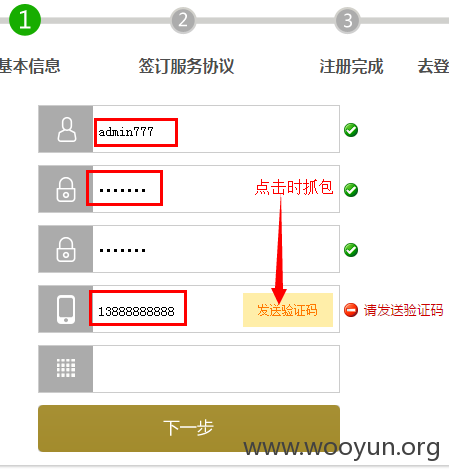 1 2 3
基本信息 签订服务协议 注册完成 去登
admin777
•••••••
点击时抓包
•••••••
13888888888 发送验证码 请发送验证码
下一步
www.wooyun.org